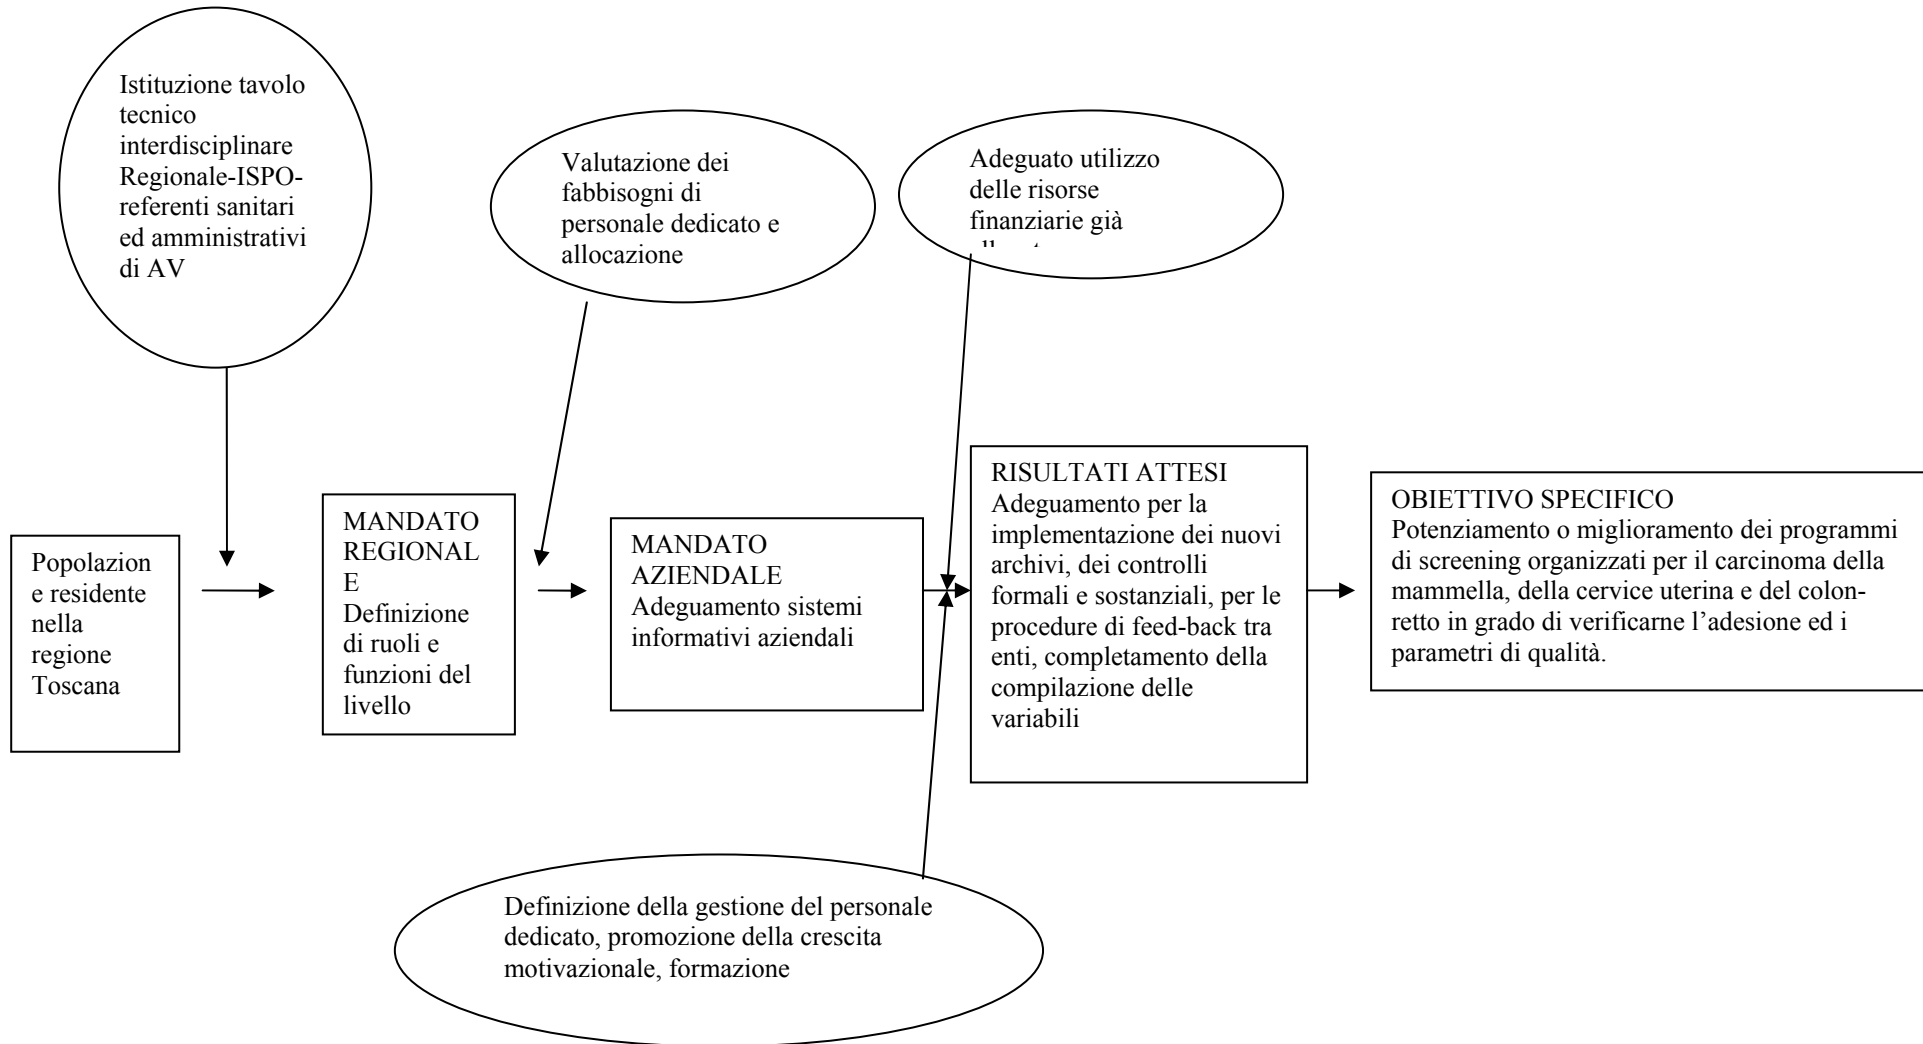 Istituzione tavolo
tecnico
interdisciplinare
Regionale-ISPO-
referenti sanitari
ed amministrativi
di AV
Valutazione dei
fabbisogni di
personale dedicato e
allocazione
Adeguato utilizzo
delle risorse
finanziarie già
Popolazion
e residente
nella
regione
Toscana
MANDATO
REGIONAL
E
Definizione
di ruoli e
funzioni del
livello
MANDATO
AZIENDALE
Adeguamento sistemi
informativi aziendali
RISULTATI ATTESI
Adeguamento per la
implementazione dei nuovi
archivi, dei controlli
formali e sostanziali, per le
procedure di feed-back tra
enti, completamento della
compilazione delle
variabili
OBIETTIVO SPECIFICO
Potenziamento o miglioramento dei programmi
di screening organizzati per il carcinoma della
mammella, della cervice uterina e del colon-
retto in grado di verificarne l’adesione ed i
parametri di qualità.
Definizione della gestione del personale
dedicato, promozione della crescita
motivazionale, formazione